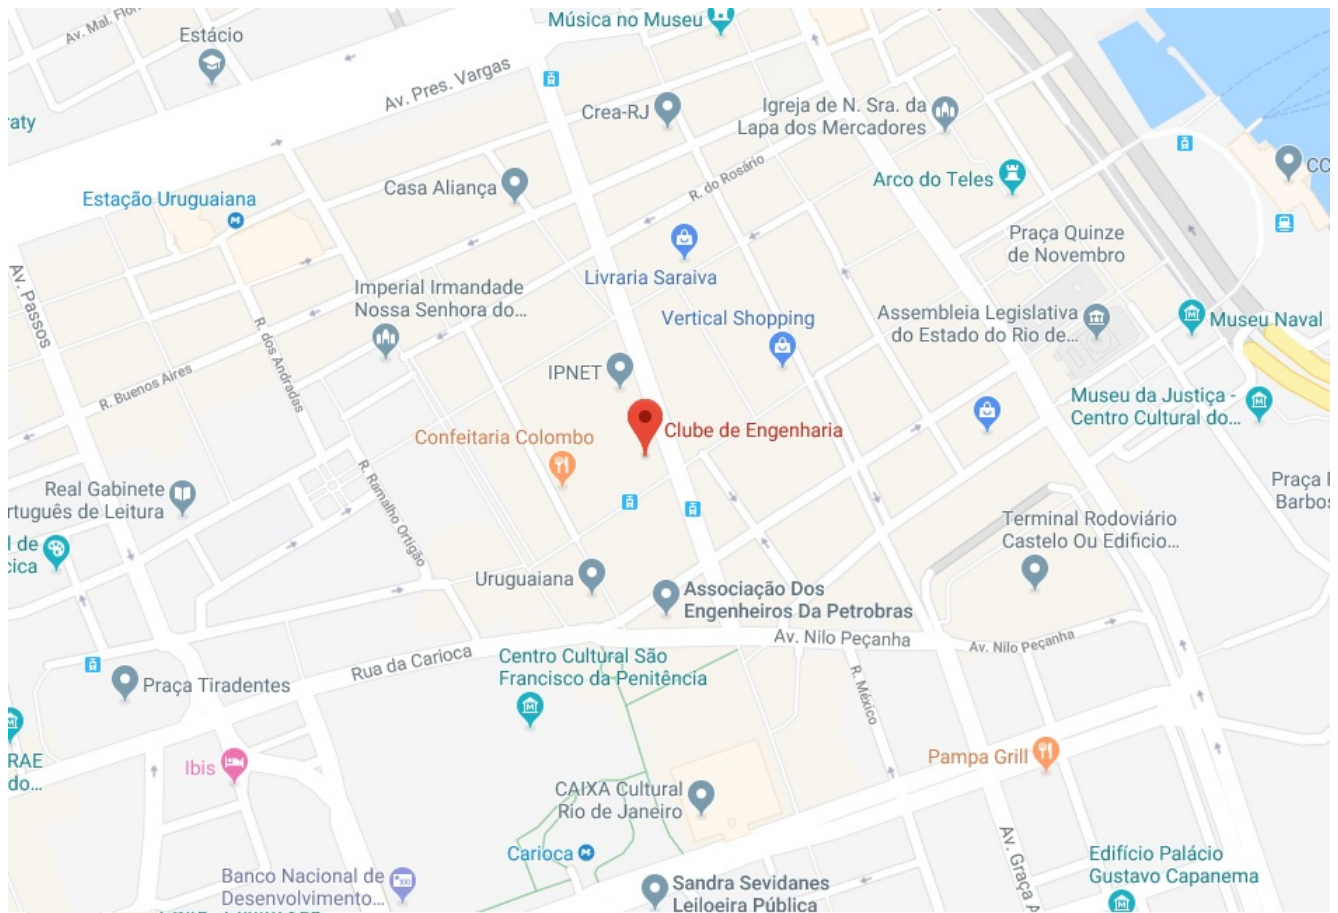 Música no Museu
Av. Mal. Flor
Estácio
Av. Pres. Vargas
Crea-RJ
Igreja de N. Sra. da
Lapa dos Mercadores
raty
CC
Casa Aliança
R. do Rosário
Arco do Teles
Estação Uruguaiana
Praça Quinze
de Novembro
Av. Passos
Livraria Saraiva
Imperial Irmandade
Nossa Senhora do...
Vertical Shopping
Assembleia Legislativa
do Estado do Rio de...
Museu Naval
R. dos Andradas
R. Buenos Aires
IPNET
Museu da Justiça -
Centro Cultural do...
Clube de Engenharia
Confeitaria Colombo
Real Gabinete
rtuguês de Leitura
R. Ramalho Ortigão
Praça
Barbos
Terminal Rodoviário
Castelo Ou Edificio...
l de
cica
Uruguaiana
Associação Dos
Engenheiros Da Petrobras
Av. Nilo Peçanha
Av. Nilo Peçanha
Rua da Carioca
Centro Cultural São
Francisco da Penitência
Praça Tiradentes
R. México
RAE
do...
Ibis
Pampa Grill
CAIXA Cultural
Rio de Janeiro
Carioca
Av. Graça A
Edifício Palácio
Gustavo Capanema
Banco Nacional de
Desenvolvimento...
Sandra Sevidanes
Leiloeira Pública